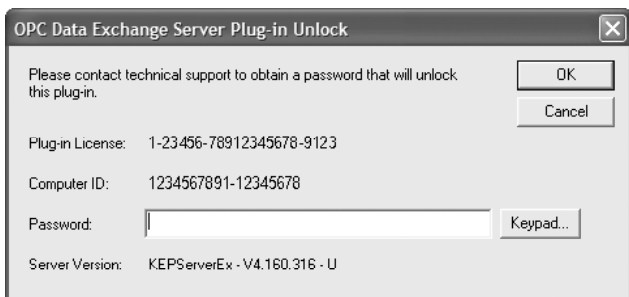 OPC Data Exchange Server Plug-in Unlock
Please contact technical support to obtain a password that will unlock
this plug-in.
OK
Cancel
Plug-in License: 1-23456-78912345678-9123
Computer ID: 1234567891-12345678
Password:
Keypad...
Server Version: KEPServerEx - V4.160.316 - U